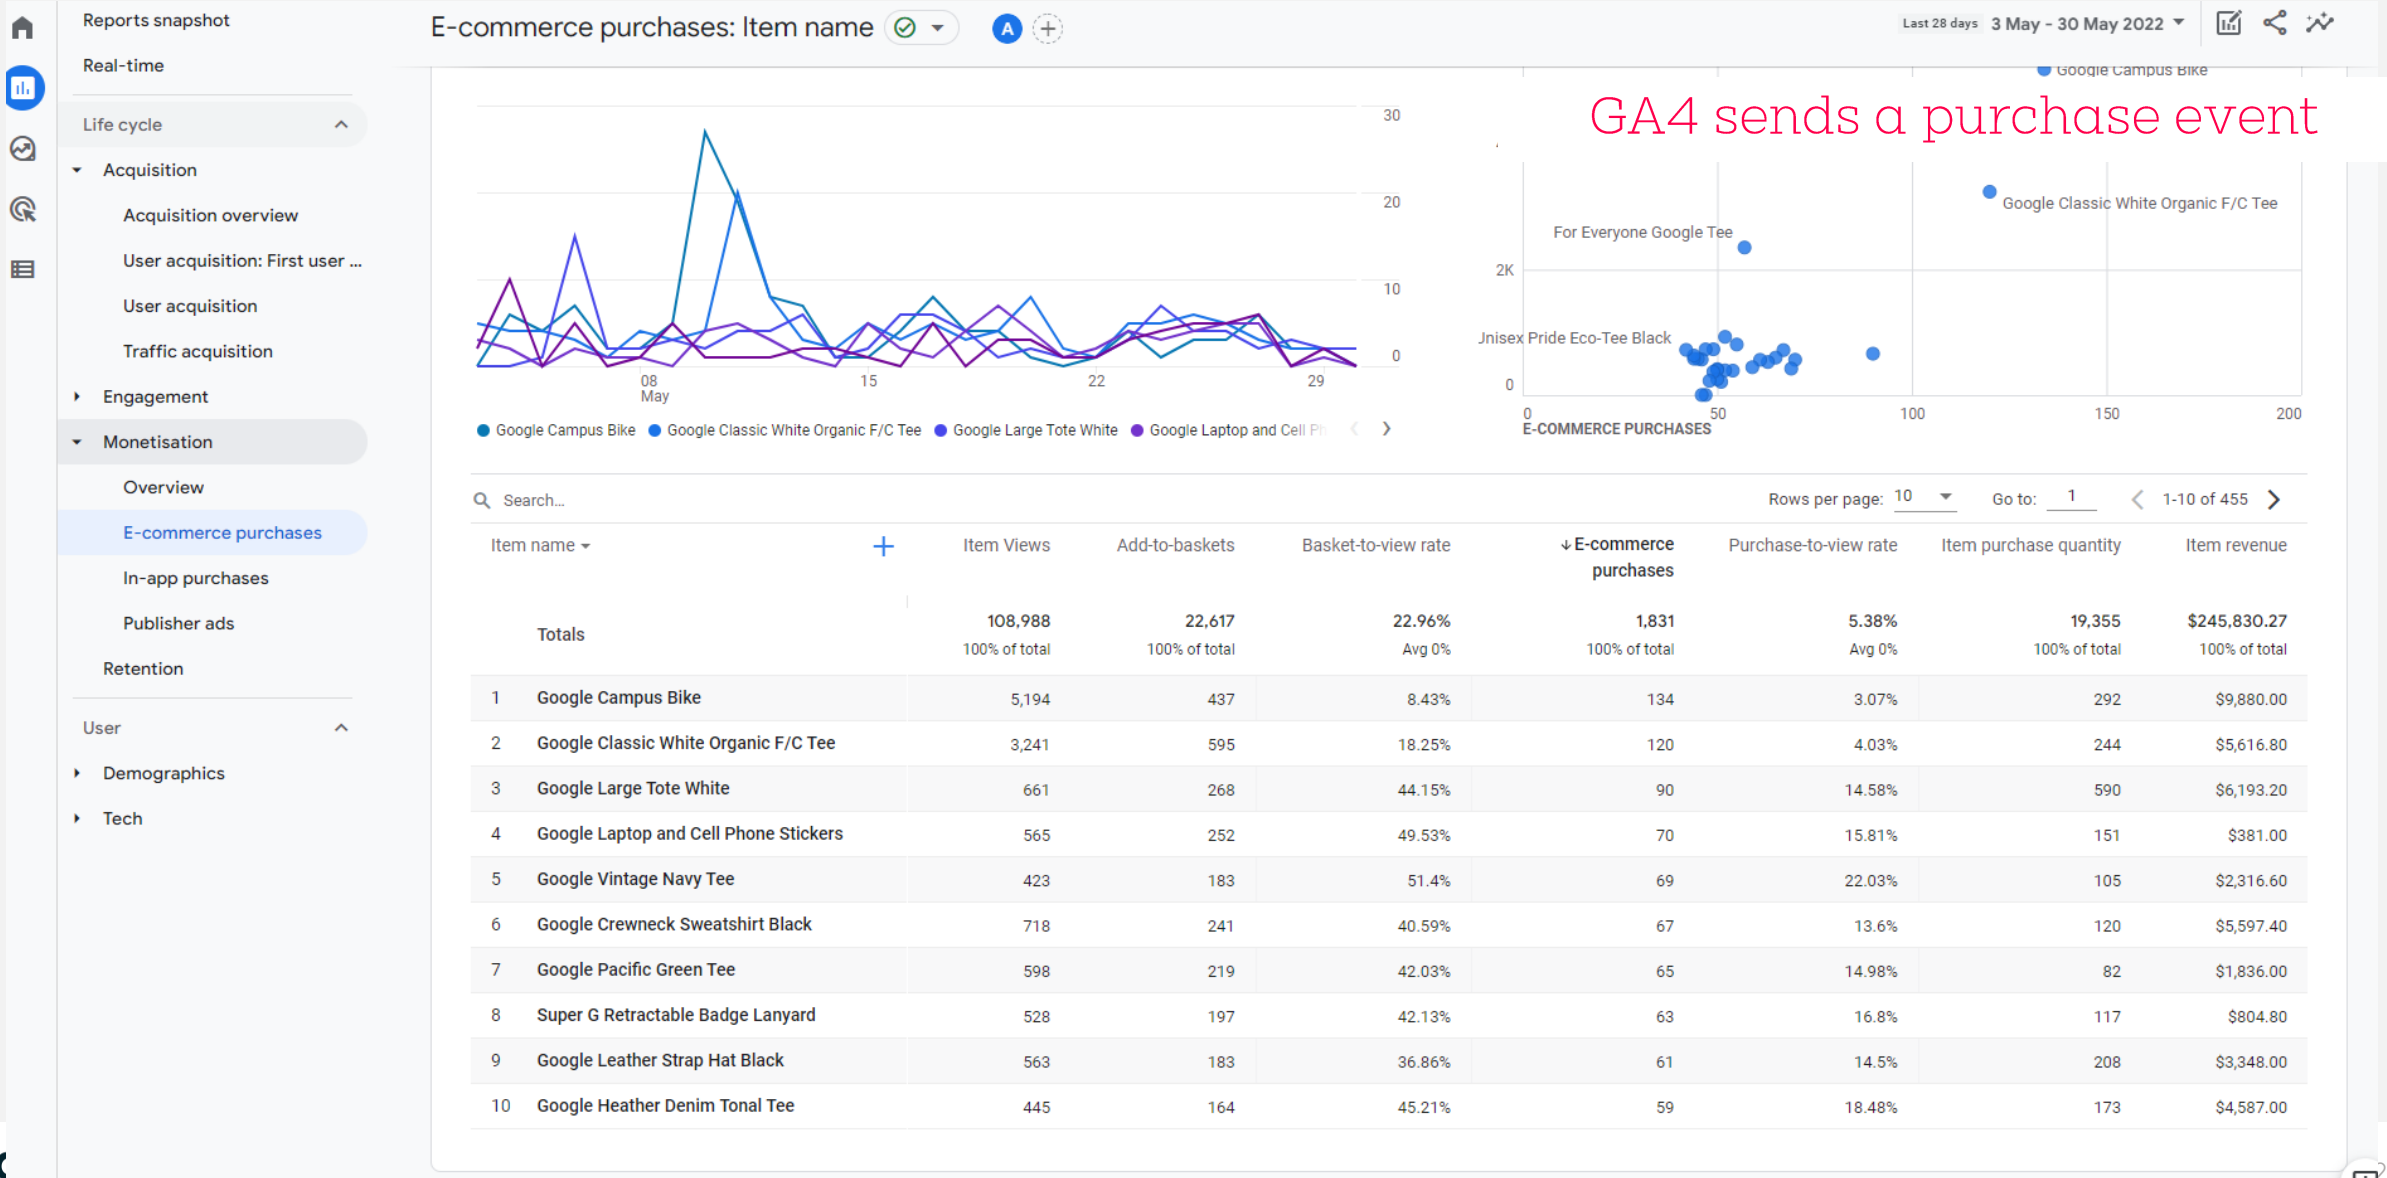 Reports snapshot
Real-time
Life cycle
Acquisition
Acquisition overview
User acquisition: First user ...
User acquisition
Traffic acquisition
Engagement
Monetisation
Overview
E-commerce purchases
In-app purchases
Publisher ads
Retention
User
Demographics
Tech
E-commerce purchases: Item name
A
Last 28 days 3 May - 30 May 2022
GA4 sends a purchase event
30
20
10
0
08
May
15
22
29
Google Campus Bike
Google Classic White Organic F/C Tee
Google Large Tote White
Google Laptop and Cell Ph
Google Campus Bike
Google Classic White Organic F/C Tee
For Everyone Google Tee
2K
Jnisex Pride Eco-Tee Black
0
0 50 100 150 200
E-COMMERCE PURCHASES
Search...
Rows per page: 10 Go to: 1 1-10 of 455
Item name Item Views Add-to-baskets Basket-to-view rate E-commerce purchases Purchase-to-view rate Item purchase quantity Item revenue
Totals 108,988 22,617 22.96% 1,831 5.38% 19,355 $245,830.27
100% of total 100% of total Avg 0% 100% of total Avg 0% 100% of total 100% of total
1 Google Campus Bike 5,194 437 8.43% 134 3.07% 292 $9,880.00
2 Google Classic White Organic F/C Tee 3,241 595 18.25% 120 4.03% 244 $5,616.80
3 Google Large Tote White 661 268 44.15% 90 14.58% 590 $6,193.20
4 Google Laptop and Cell Phone Stickers 565 252 49.53% 70 15.81% 151 $381.00
5 Google Vintage Navy Tee 423 183 51.4% 69 22.03% 105 $2,316.60
6 Google Crewneck Sweatshirt Black 718 241 40.59% 67 13.6% 120 $5,597.40
7 Google Pacific Green Tee 598 219 42.03% 65 14.98% 82 $1,836.00
8 Super G Retractable Badge Lanyard 528 197 42.13% 63 16.8% 117 $804.80
9 Google Leather Strap Hat Black 563 183 36.86% 61 14.5% 208 $3,348.00
10 Google Heather Denim Tonal Tee 445 164 45.21% 59 18.48% 173 $4,587.00